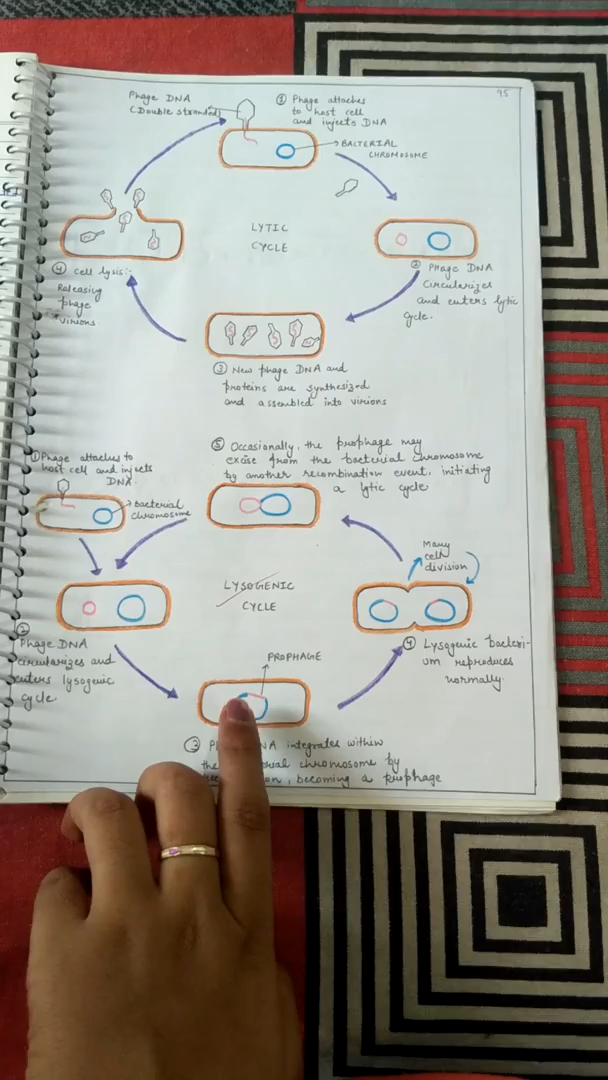 95
Phage DNA
(Double stranded)
① Phage attaches
to host cell
and injects DNA
BACTERIAL
CHROMOSOME
LYTIC
CYCLE
② Phage DNA
circularizes
and enters lytic
cycle.
③ New phage DNA and
proteins are synthesized
and assembled into virions
④ Cell lysis:-
Releasing
phage
virions
① Phage attaches to
host cell and injects
DNA.
Bacterial
chromosome
② 
Phage DNA
circularizes and
enters lysogenic
cycle.
LYSOGENIC
CYCLE
PROPHAGE
③ DNA integrates within
the chromosome by
becoming a prophage
④ Lysogenic bacteri-
um reproduces
normally.
Many
cell
division
⑤ Occasionally, the prophage may
excise from the bacterial chromosome
by another recombination event, initiating
a lytic cycle